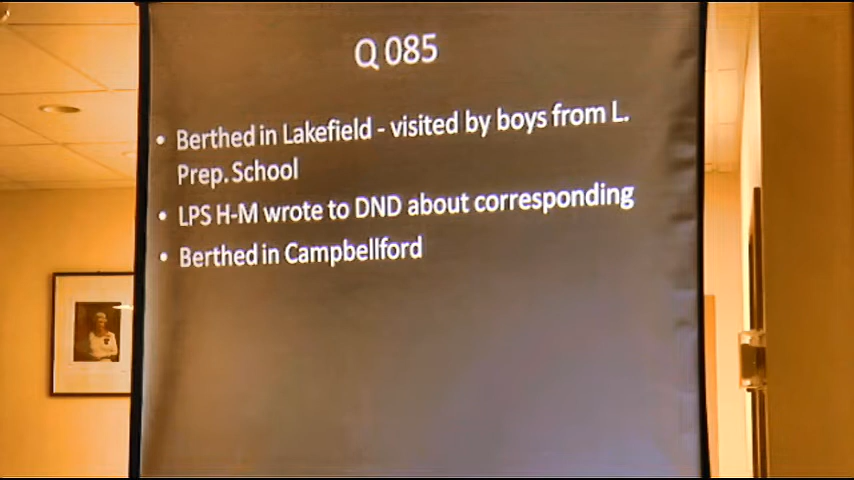 Q 085
• Berthed in Lakefield - visited by boys from L.
Prep. School
• LPS H-M wrote to DND about corresponding
• Berthed in Campbellford